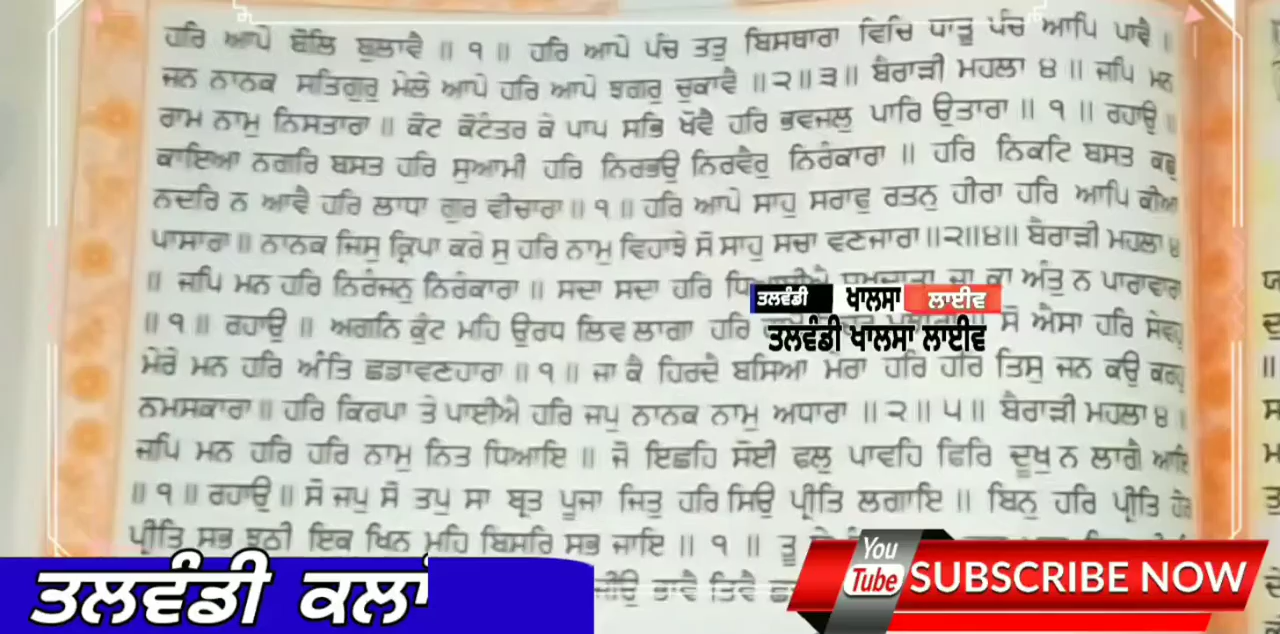 ਹਰਿ ਆਪੇ ਬੋਲਿ ਬੁਲਾਵੈ ॥ ੧ ॥ ਹਰਿ ਆਪੇ ਪੰਚ ਤਤੁ ਬਿਸਥਾਰਾ ਵਿਚਿ ਧਾਤੂ ਪੰਚ ਆਪਿ ਪਾਵੈ ॥
ਜਨ ਨਾਨਕ ਸਤਿਗੁਰੁ ਮੇਲੇ ਆਪੇ ਹਰਿ ਆਪੇ ਝਗਰੁ ਚੁਕਾਵੈ ॥੨॥੩॥ ਬੈਰਾੜੀ ਮਹਲਾ ੪ ॥ ਜਪਿ ਮਨ
ਰਾਮ ਨਾਮੁ ਨਿਸਤਾਰਾ ॥ ਕੋਟ ਕੋਟੰਤਰ ਕੇ ਪਾਪ ਸਭਿ ਖੋਵੈ ਹਰਿ ਭਵਜਲੁ ਪਾਰਿ ਉਤਾਰਾ ॥ ੧ ॥ ਰਹਾਉ ॥
ਕਾਇਆ ਨਗਰਿ ਬਸਤ ਹਰਿ ਸੁਆਮੀ ਹਰਿ ਨਿਰਭਉ ਨਿਰਵੈਰੁ ਨਿਰੰਕਾਰਾ ॥ ਹਰਿ ਨਿਕਟਿ ਬਸਤ ਕਛੁ
ਨਦਰਿ ਨ ਆਵੈ ਹਰਿ ਲਾਧਾ ਗੁਰ ਵੀਚਾਰਾ ॥ ੧ ॥ ਹਰਿ ਆਪੇ ਸਾਹੁ ਸਰਾਫੁ ਰਤਨੁ ਹੀਰਾ ਹਰਿ ਆਪਿ ਕੀਆ
ਪਾਸਾਰਾ ॥ ਨਾਨਕ ਜਿਸੁ ਕ੍ਰਿਪਾ ਕਰੇ ਸੁ ਹਰਿ ਨਾਮੁ ਵਿਹਾਝੇ ਸੋ ਸਾਹੁ ਸਚਾ ਵਣਜਾਰਾ ॥੨॥੪॥ ਬੈਰਾੜੀ ਮਹਲਾ ੪
॥ ਜਪਿ ਮਨ ਹਰਿ ਨਿਰੰਜਨੁ ਨਿਰੰਕਾਰਾ ॥ ਸਦਾ ਸਦਾ ਹਰਿ ਜਾ ਕਾ ਅੰਤੁ ਨ ਪਾਰਾਵਾਰਾ
॥ ੧ ॥ ਰਹਾਉ ॥ ਅਗਨਿ ਕੁੰਟ ਮਹਿ ਉਰਧ ਲਿਵ ਲਾਗਾ ਹਰਿ ਸੋ ਐਸਾ ਹਰਿ ਸੇਵਹੁ
ਮੇਰੇ ਮਨ ਹਰਿ ਅੰਤਿ ਛਡਾਵਣਹਾਰਾ ॥ ੧ ॥ ਜਾ ਕੈ ਹਿਰਦੈ ਬਸਿਆ ਮੇਰਾ ਹਰਿ ਹਰਿ ਤਿਸੁ ਜਨ ਕਉ ਕਰਹੁ
ਨਮਸਕਾਰਾ ॥ ਹਰਿ ਕਿਰਪਾ ਤੇ ਪਾਈਐ ਹਰਿ ਜਪੁ ਨਾਨਕ ਨਾਮੁ ਅਧਾਰਾ ॥ ੨ ॥ ੫ ॥ ਬੈਰਾੜੀ ਮਹਲਾ ੪ ॥
ਜਪਿ ਮਨ ਹਰਿ ਹਰਿ ਨਾਮੁ ਨਿਤ ਧਿਆਇ ॥ ਜੋ ਇਛਹਿ ਸੋਈ ਫਲੁ ਪਾਵਹਿ ਫਿਰਿ ਦੂਖੁ ਨ ਲਾਗੈ ਆਇ
॥ ੧ ॥ ਰਹਾਉ ॥ ਸੋ ਜਪੁ ਸੋ ਤਪੁ ਸਾ ਬ੍ਰਤ ਪੂਜਾ ਜਿਤੁ ਹਰਿ ਸਿਉ ਪ੍ਰੀਤਿ ਲਗਾਇ ॥ ਬਿਨੁ ਹਰਿ ਪ੍ਰੀਤਿ ਹੋਰ
ਪ੍ਰੀਤਿ ਸਭ ਝੂਠੀ ਇਕ ਖਿਨ ਮਹਿ ਬਿਸਰਿ ਸਭ ਜਾਇ ॥ ੧ ॥ ਤੂ
ਜੀਉ ਭਾਵੈ ਤਿਵੈ
ਤਲਵੰਡੀ ਖਾਲਸਾ ਲਾਈਵ
ਤਲਵੰਡੀ ਖਾਲਸਾ ਲਾਈਵ
ਤਲਵੰਡੀ ਕਲਾਂ
You Tube SUBSCRIBE NOW